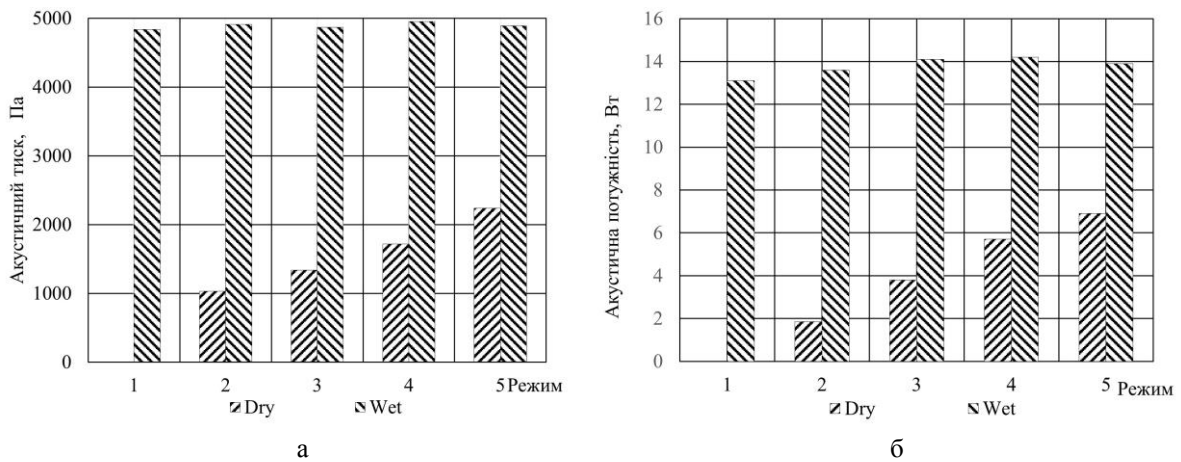 Акустичний тиск, Па
5000
4000
3000
2000
1000
0
1 2 3 4 5 Режим
Dry Wet
а
Акустична потужність, Вт
16
14
12
10
8
6
4
2
0
1 2 3 4 5 Режим
Dry Wet
б